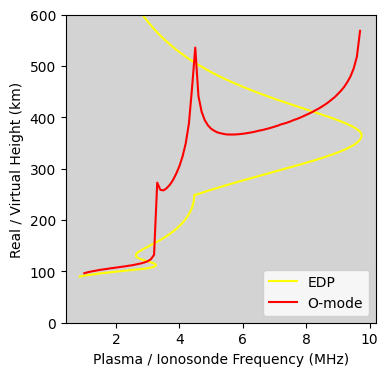 600
500
400
300
200
100
0
Real / Virtual Height (km)
EDP
O-mode
2 4 6 8 10
Plasma / Ionosonde Frequency (MHz)